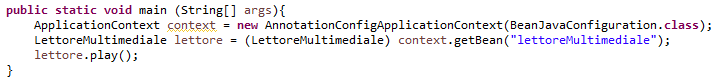 public static void main (String[] args){
ApplicationContext context = new AnnotationConfigApplicationContext(BeanJavaConfiguration.class);
LettoreMultimediale lettore = (LettoreMultimediale) context.getBean("lettoreMultimediale");
lettore.play();
}